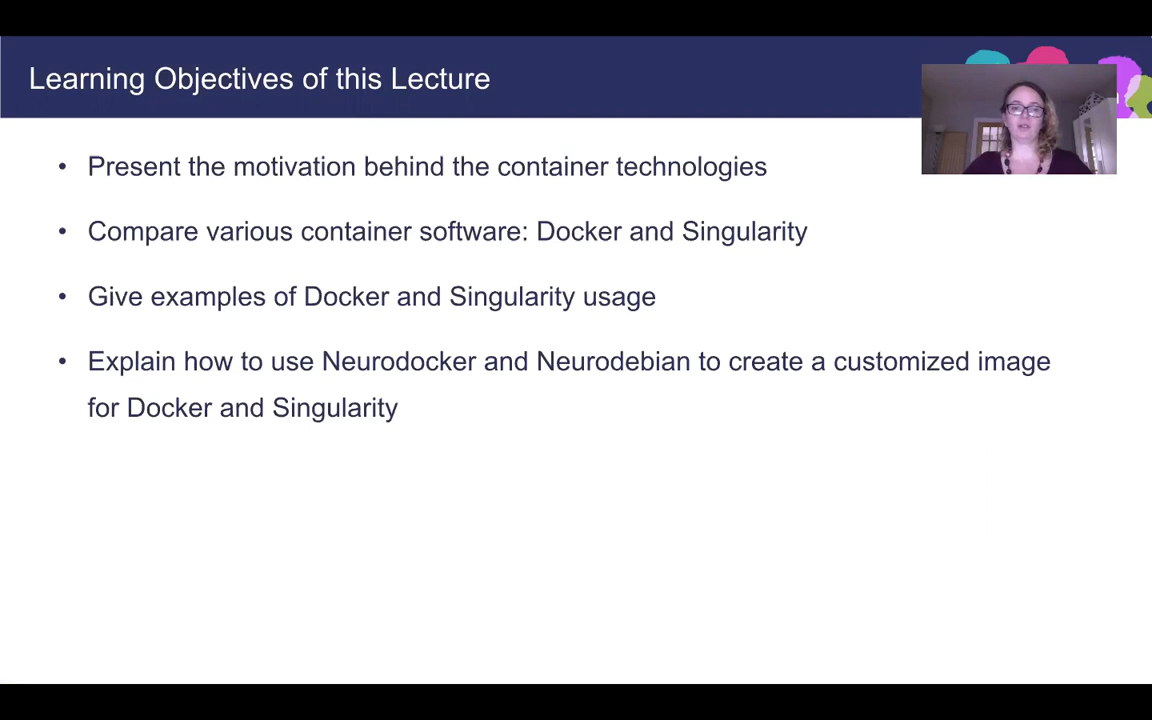 Learning Objectives of this Lecture
• Present the motivation behind the container technologies
• Compare various container software: Docker and Singularity
• Give examples of Docker and Singularity usage
• Explain how to use Neurodocker and Neurodebian to create a customized image
for Docker and Singularity